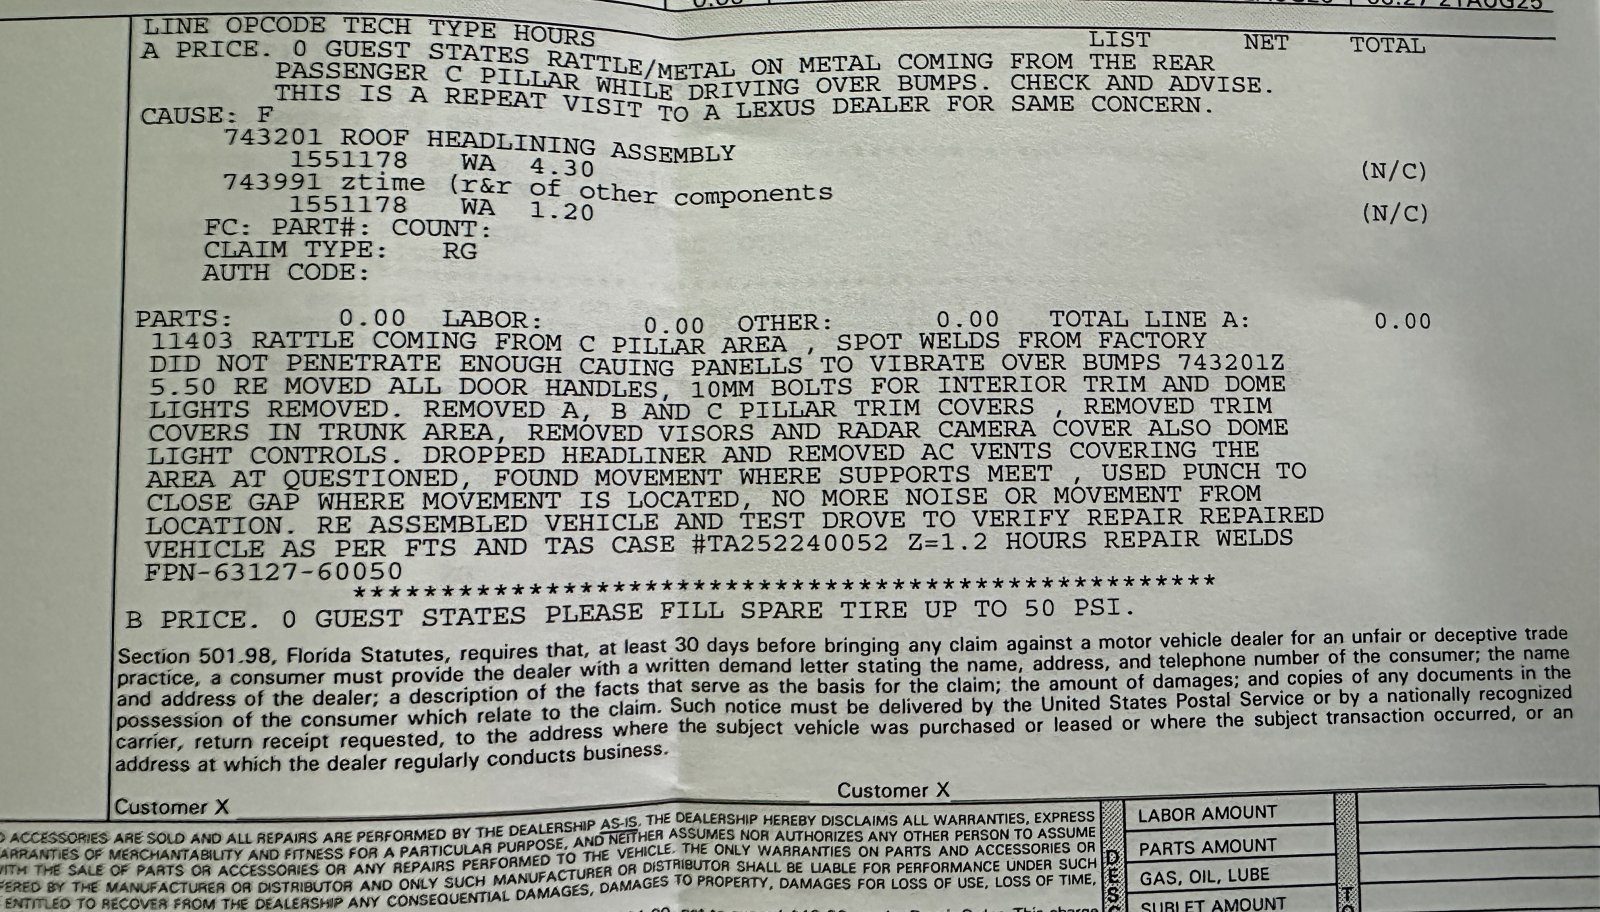 0.00 08:27 21AUG25
LINE OPCODE TECH TYPE HOURS LIST NET TOTAL
A PRICE. 0 GUEST STATES RATTLE/METAL ON METAL COMING FROM THE REAR
PASSENGER C PILLAR WHILE DRIVING OVER BUMPS. CHECK AND ADVISE.
THIS IS A REPEAT VISIT TO A LEXUS DEALER FOR SAME CONCERN.
CAUSE: F
743201 ROOF HEADLINING ASSEMBLY
1551178 WA 4.30 (N/C)
743991 ztime (r&r of other components
1551178 WA 1.20 (N/C)
FC: PART#: COUNT:
CLAIM TYPE: RG
AUTH CODE:
PARTS: 0.00 LABOR: 0.00 OTHER: 0.00 TOTAL LINE A: 0.00
11403 RATTLE COMING FROM C PILLAR AREA , SPOT WELDS FROM FACTORY
DID NOT PENETRATE ENOUGH CAUING PANELLS TO VIBRATE OVER BUMPS 743201Z
5.50 RE MOVED ALL DOOR HANDLES, 10MM BOLTS FOR INTERIOR TRIM AND DOME
LIGHTS REMOVED. REMOVED A, B AND C PILLAR TRIM COVERS , REMOVED TRIM
COVERS IN TRUNK AREA, REMOVED VISORS AND RADAR CAMERA COVER ALSO DOME
LIGHT CONTROLS. DROPPED HEADLINER AND REMOVED AC VENTS COVERING THE
AREA AT QUESTIONED, FOUND MOVEMENT WHERE SUPPORTS MEET , USED PUNCH TO
CLOSE GAP WHERE MOVEMENT IS LOCATED, NO MORE NOISE OR MOVEMENT FROM
LOCATION. RE ASSEMBLED VEHICLE AND TEST DROVE TO VERIFY REPAIR REPAIRED
VEHICLE AS PER FTS AND TAS CASE #TA252240052 Z=1.2 HOURS REPAIR WELDS
FPN-63127-60050
****************************************************
B PRICE. 0 GUEST STATES PLEASE FILL SPARE TIRE UP TO 50 PSI.
Section 501.98, Florida Statutes, requires that, at least 30 days before bringing any claim against a motor vehicle dealer for an unfair or deceptive trade
practice, a consumer must provide the dealer with a written demand letter stating the name, address, and telephone number of the consumer; the name
and address of the dealer; a description of the facts that serve as the basis for the claim; the amount of damages; and copies of any documents in the
possession of the consumer which relate to the claim. Such notice must be delivered by the United States Postal Service or by a nationally recognized
carrier, return receipt requested, to the address where the subject vehicle was purchased or leased or where the subject transaction occurred, or an
address at which the dealer regularly conducts business.
Customer X Customer X
ACCESSORIES ARE SOLD AND ALL REPAIRS ARE PERFORMED BY THE DEALERSHIP AS-IS. THE DEALERSHIP HEREBY DISCLAIMS ALL WARRANTIES, EXPRESS
ARRANTIES OF MERCHANTABILITY AND FITNESS FOR A PARTICULAR PURPOSE, AND NEITHER ASSUMES NOR AUTHORIZES ANY OTHER PERSON TO ASSUME
ITH THE SALE OF PARTS OR ACCESSORIES OR ANY REPAIRS PERFORMED TO THE VEHICLE. THE ONLY WARRANTIES ON PARTS AND ACCESSORIES OR
FERED BY THE MANUFACTURER OR DISTRIBUTOR AND ONLY SUCH MANUFACTURER OR DISTRIBUTOR SHALL BE LIABLE FOR PERFORMANCE UNDER SUCH
ENTITLED TO RECOVER FROM THE DEALERSHIP ANY CONSEQUENTIAL DAMAGES, DAMAGES TO PROPERTY, DAMAGES FOR LOSS OF USE, LOSS OF TIME,
DESC
LABOR AMOUNT
PARTS AMOUNT
GAS, OIL, LUBE
SUBLET AMOUNT
TO